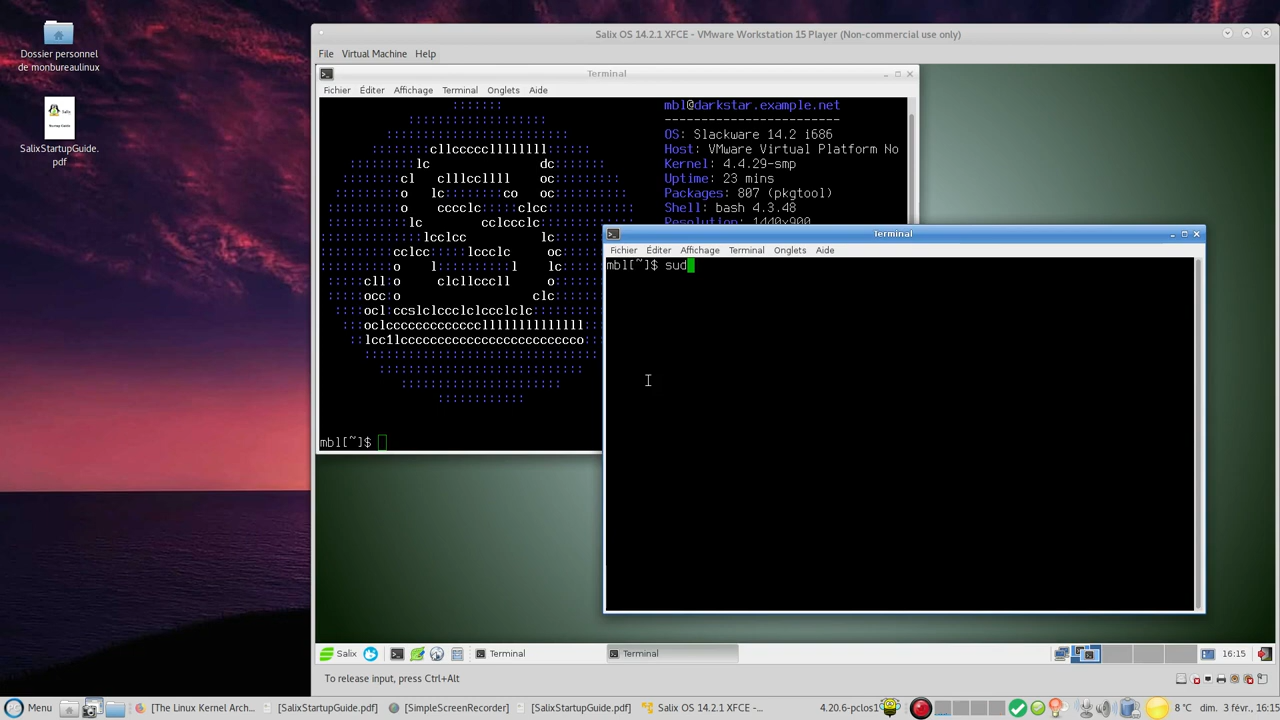 Dossier personnel
de monbureaulinux
SalixStartupGuide.
pdf
Salix OS 14.2.1 XFCE - VMware Workstation 15 Player (Non-commercial use only)
File Virtual Machine Help
Terminal
Fichier Éditer Affichage Terminal Onglets Aide
mbl@darkstar.example.net
------------------------
OS: Slackware 14.2 i686
Host: VMware Virtual Platform No
Kernel: 4.4.29-smp
Uptime: 23 mins
Packages: 807 (pkgtool)
Shell: bash 4.3.48
Resolution: 1440x900
mbl[~]$
Terminal
Fichier Éditer Affichage Terminal Onglets Aide
mbl[~]$ sud
Salix Terminal Terminal 16:15
To release input, press Ctrl+Alt
Menu [The Linux Kernel Arch... [SalixStartupGuide.pdf] [SimpleScreenRecorder] [SalixStartupGuide.pdf] Salix OS 14.2.1 XFCE -... 4.20.6-pclos1 8 °C dim. 3 févr., 16:15